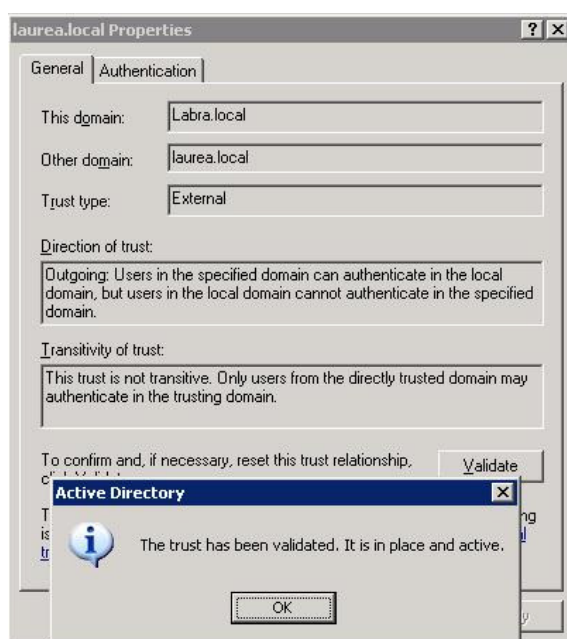 laurea.local Properties
General Authentication
This domain: Labra.local
Other domain: laurea.local
Trust type: External
Direction of trust:
Outgoing: Users in the specified domain can authenticate in the local
domain, but users in the local domain cannot authenticate in the specified
domain.
Transitivity of trust:
This trust is not transitive. Only users from the directly trusted domain may
authenticate in the trusting domain.
To confirm and, if necessary, reset this trust relationship,
Validate
Active Directory
The trust has been validated. It is in place and active.
OK